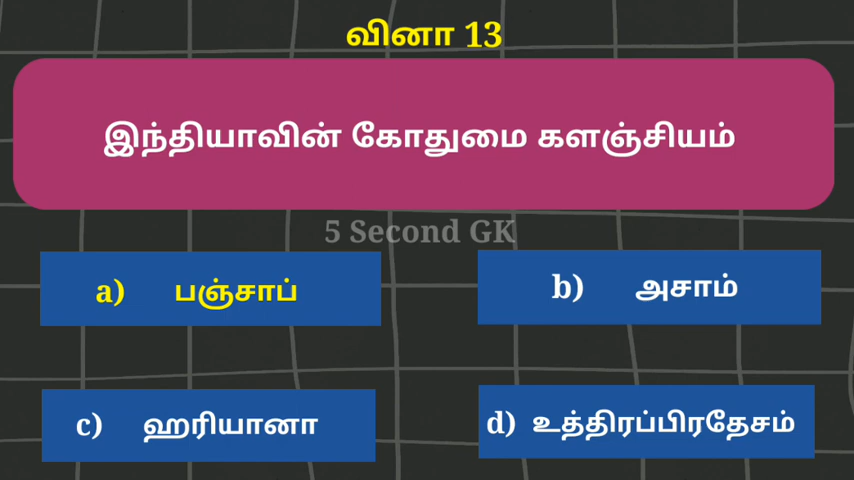 வினா 13
இந்தியாவின் கோதுமை களஞ்சியம்
5 Second GK
a) பஞ்சாப்
b) அசாம்
c) ஹரியானா
d) உத்திரப்பிரதேசம்